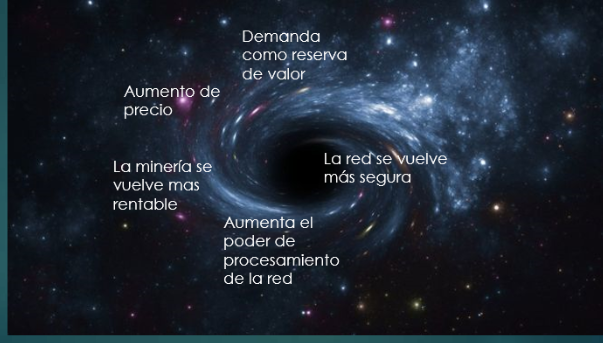 Demanda
como reserva
de valor
Aumento de
precio
La minería se
vuelve mas
rentable
Aumenta el
poder de
procesamiento
de la red
La red se vuelve
más segura